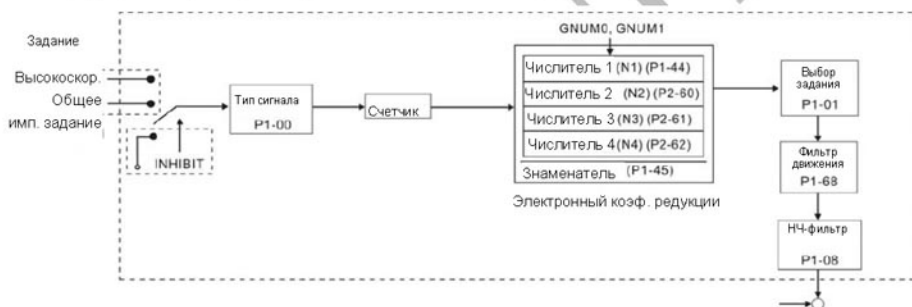 Задание
Высокоскор.
Общее
имп. задание
INHIBIT
Тип сигнала
P1-00
Счетчик
GNUM0, GNUM1
Числитель 1 (N1) (P1-44)
Числитель 2 (N2) (P2-60)
Числитель 3 (N3) (P2-61)
Числитель 4 (N4) (P2-62)
Знаменатель (P1-45)
Электронный коэф. редукции
Выбор
задания
P1-01
Фильтр
движения
P1-68
НЧ-фильтр
P1-08